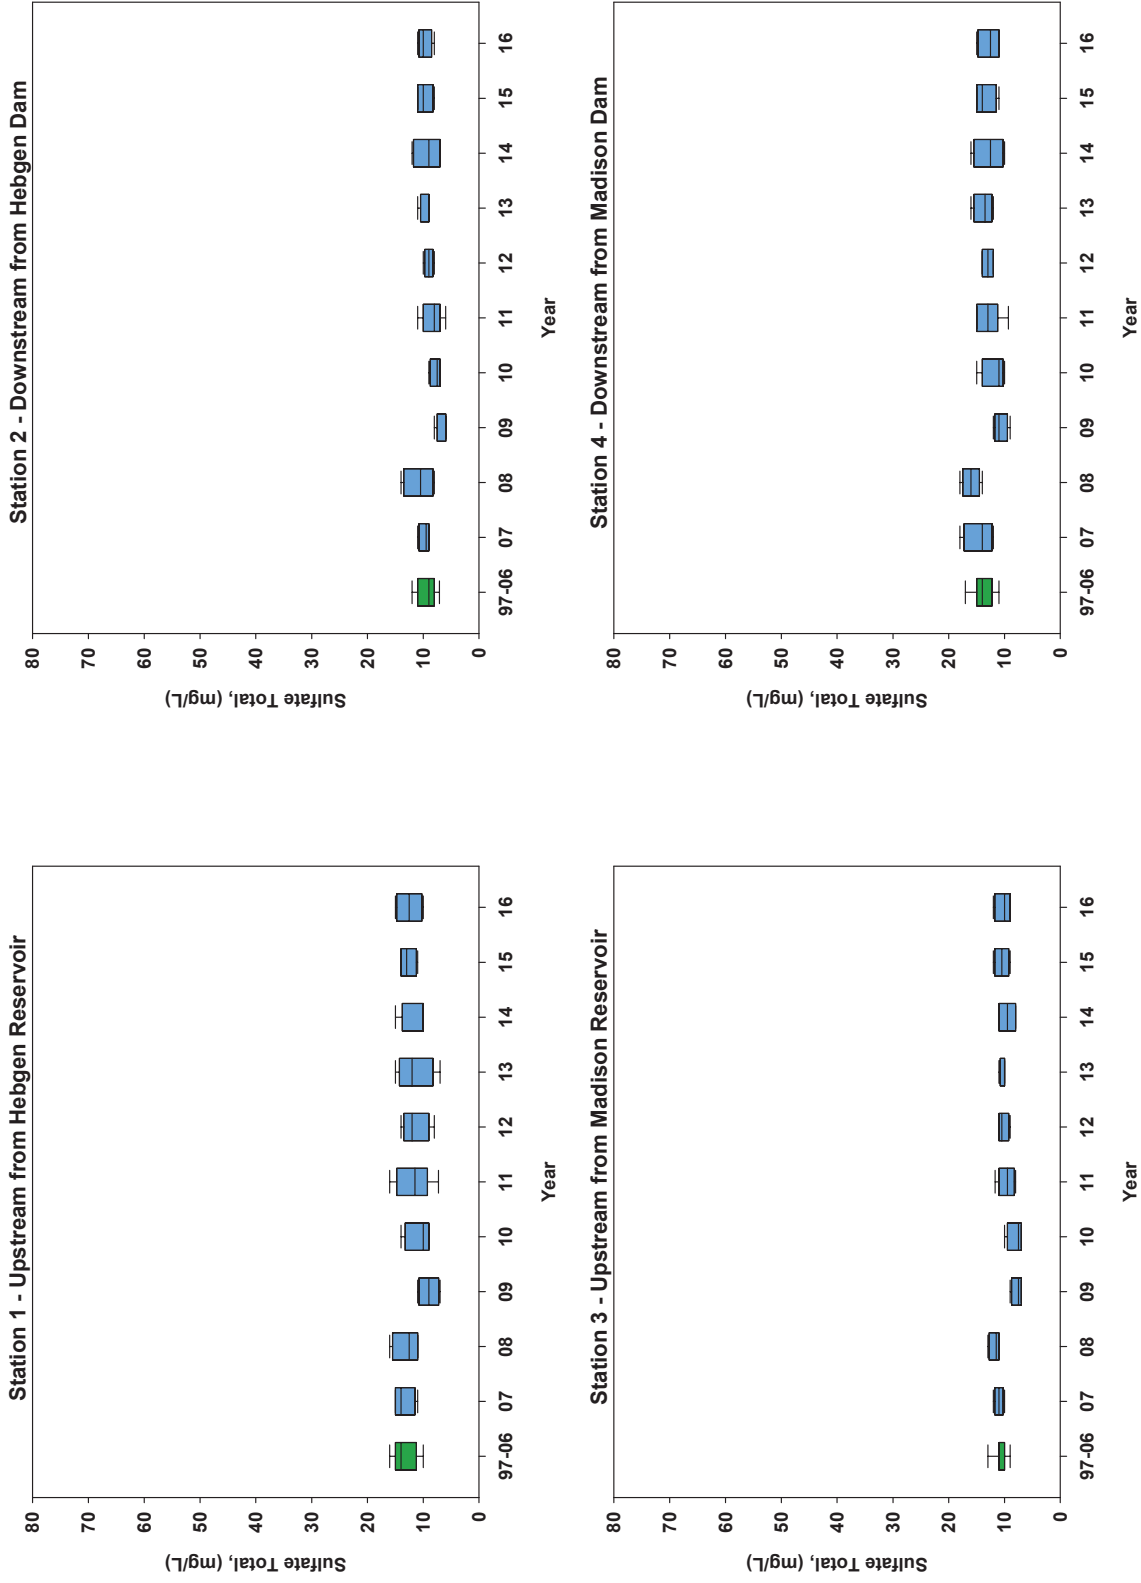 Station 1 - Upstream from Hebgen Reservoir
Sulfate Total, (mg/L)
80
70
60
50
40
30
20
10
0
97-06 07 08 09 10 11 12 13 14 15 16
Year
Station 2 - Downstream from Hebgen Dam
Sulfate Total, (mg/L)
80
70
60
50
40
30
20
10
0
97-06 07 08 09 10 11 12 13 14 15 16
Year
Station 3 - Upstream from Madison Reservoir
Sulfate Total, (mg/L)
80
70
60
50
40
30
20
10
0
97-06 07 08 09 10 11 12 13 14 15 16
Year
Station 4 - Downstream from Madison Dam
Sulfate Total, (mg/L)
80
70
60
50
40
30
20
10
0
97-06 07 08 09 10 11 12 13 14 15 16
Year